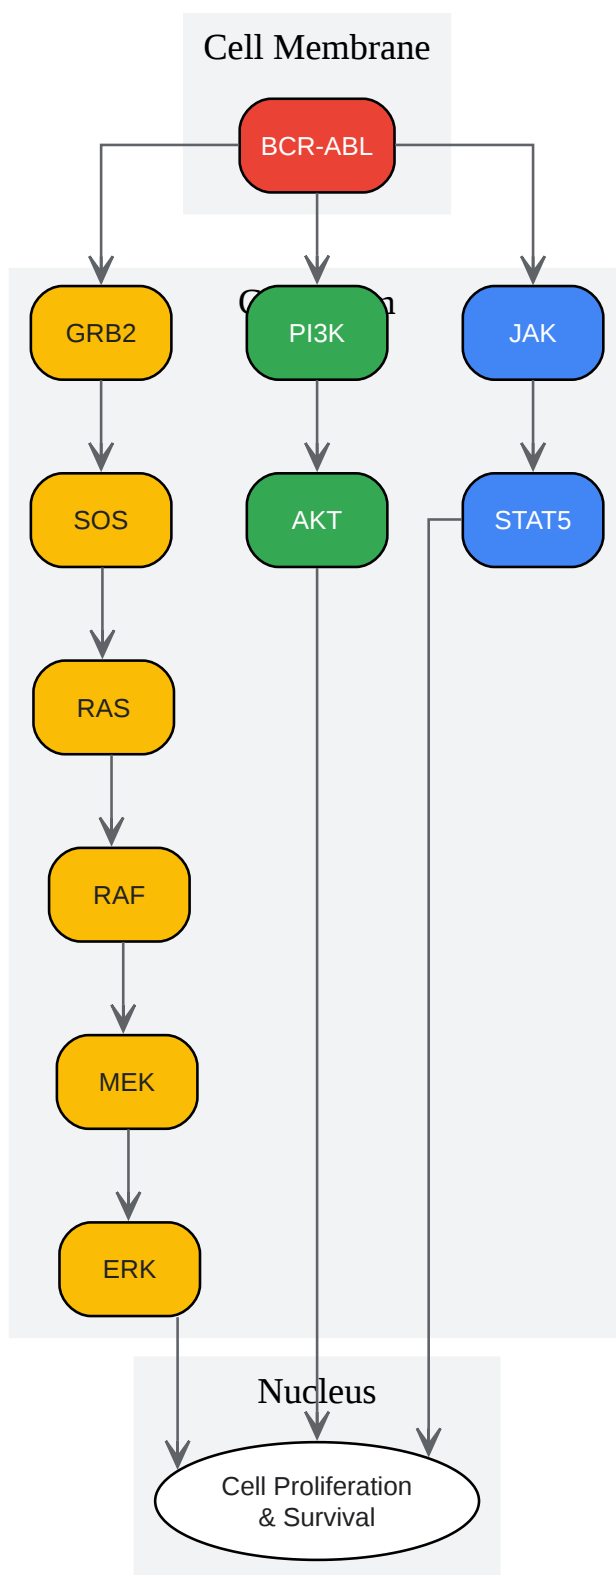 Cell Membrane
BCR-ABL
GRB2
PI3K
JAK
SOS
AKT
STAT5
RAS
RAF
MEK
ERK
Nucleus
Cell Proliferation
& Survival